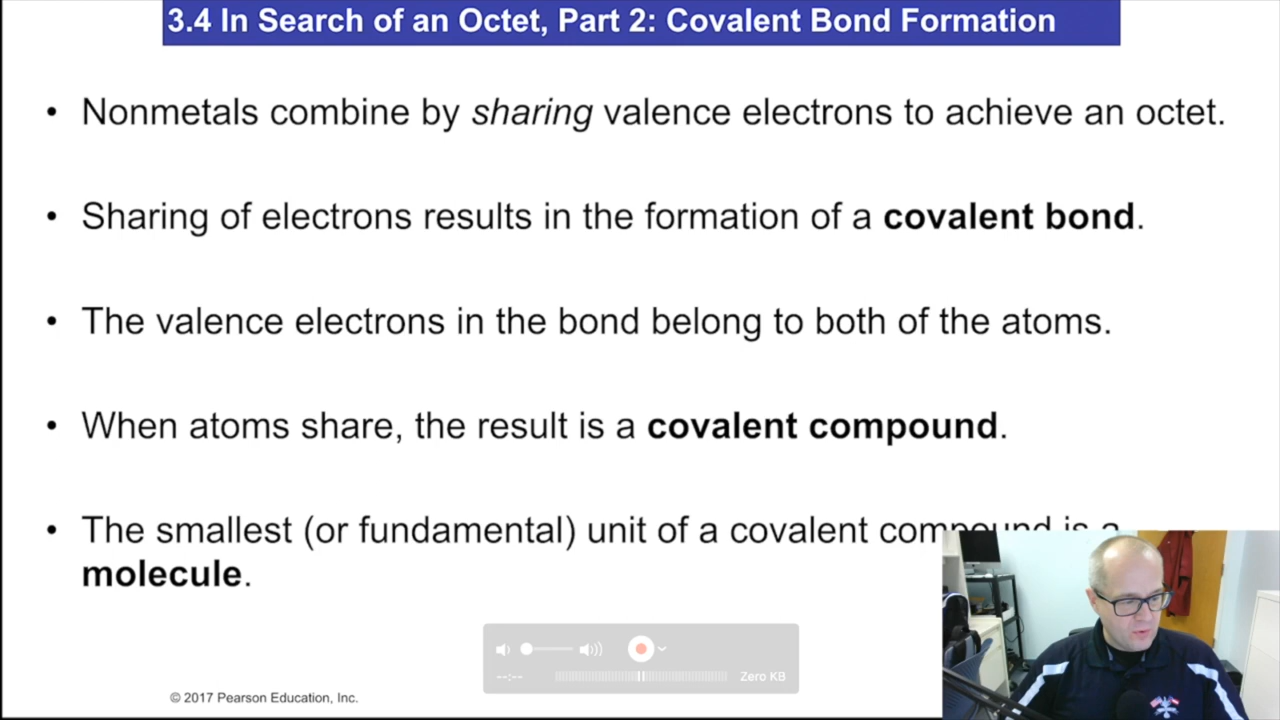 3.4 In Search of an Octet, Part 2: Covalent Bond Formation
• Nonmetals combine by sharing valence electrons to achieve an octet.
• Sharing of electrons results in the formation of a covalent bond.
• The valence electrons in the bond belong to both of the atoms.
• When atoms share, the result is a covalent compound.
• The smallest (or fundamental) unit of a covalent compound is a
molecule.
--:--
Zero KB
© 2017 Pearson Education, Inc.